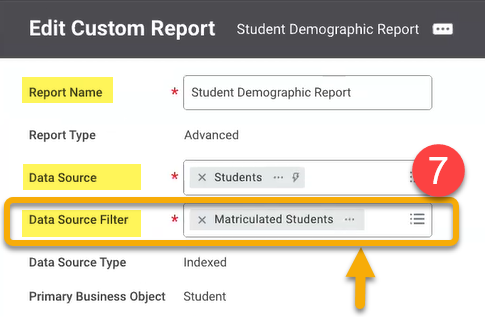 Edit Custom Report Student Demographic Report
Report Name * Student Demographic Report
Report Type Advanced
7
Data Source * × Students
Data Source Filter * × Matriculated Students
Data Source Type Indexed
Primary Business Object Student